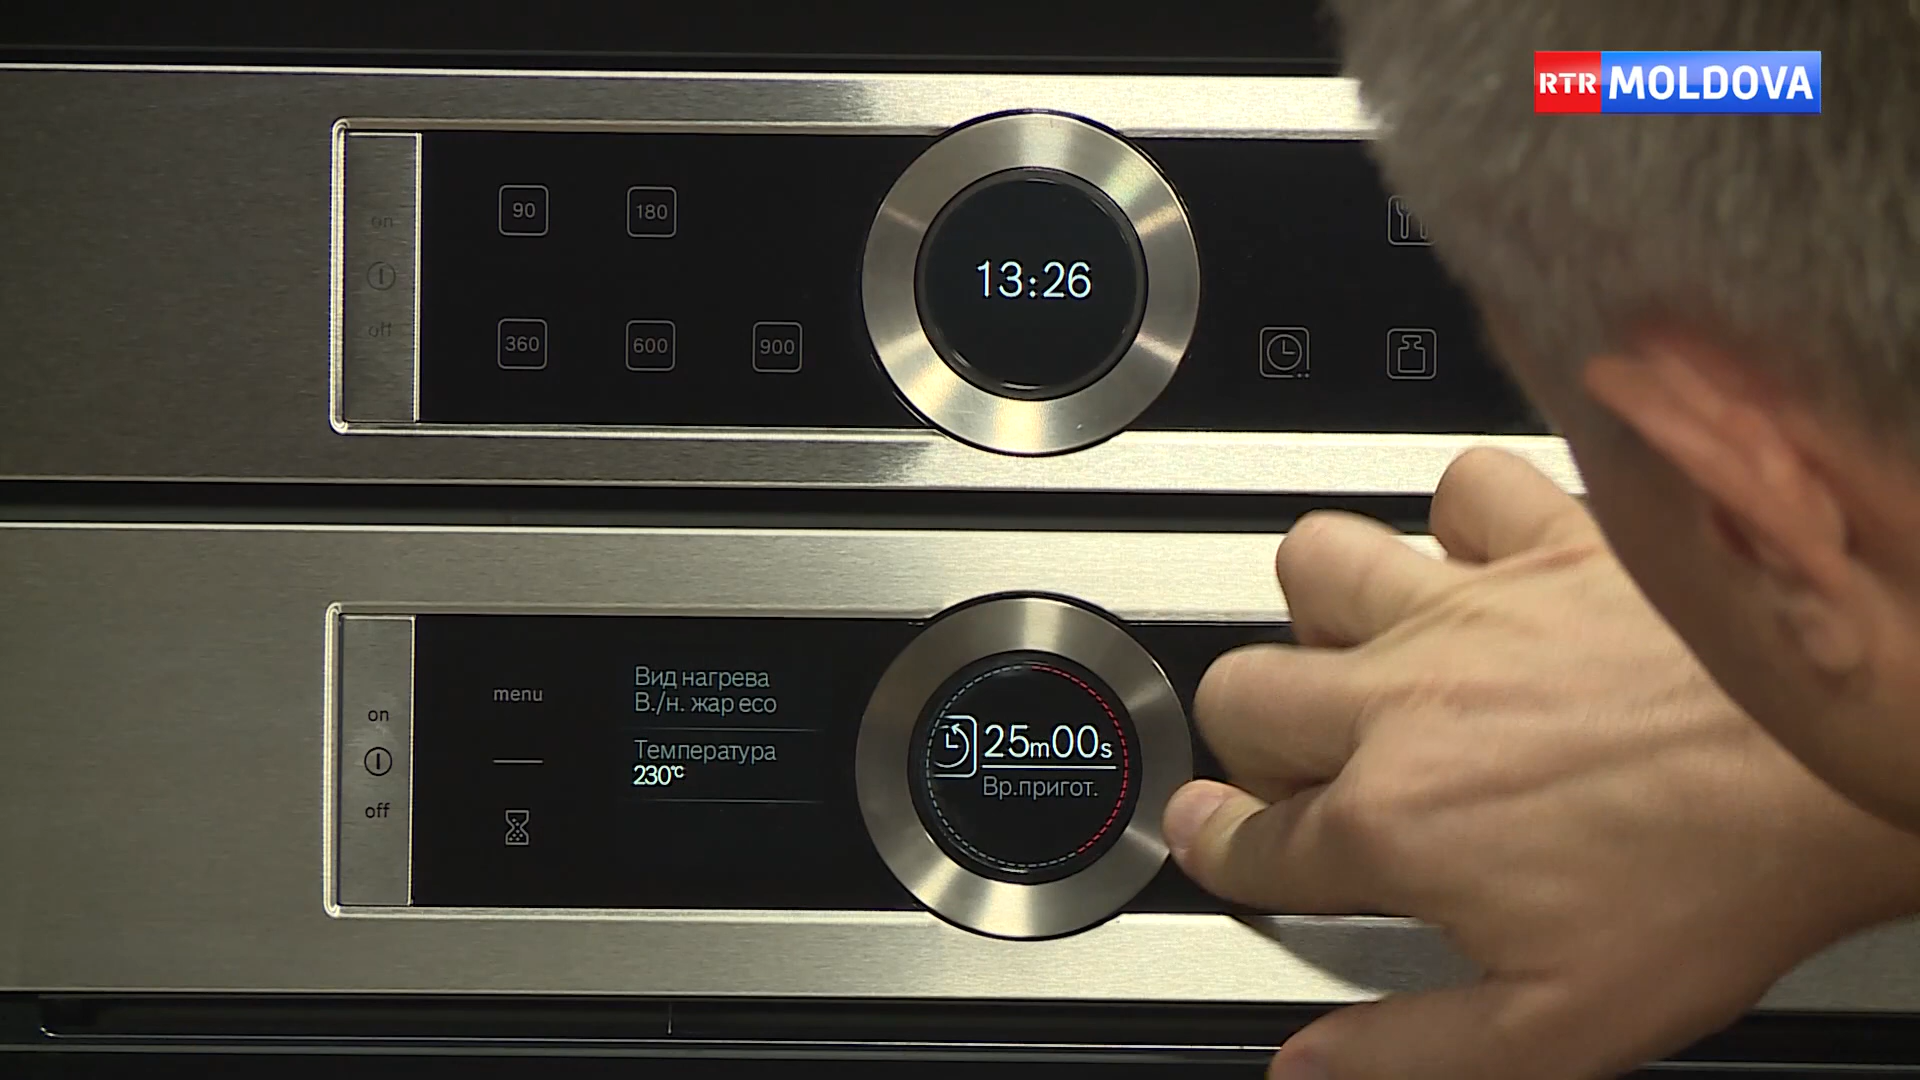 RTR MOLDOVA
on
off
90
180
360
600
900
13:26
on
off
menu
Вид нагрева
В./н. жар eco
Температура
230°C
25m00s
Вр.пригот.